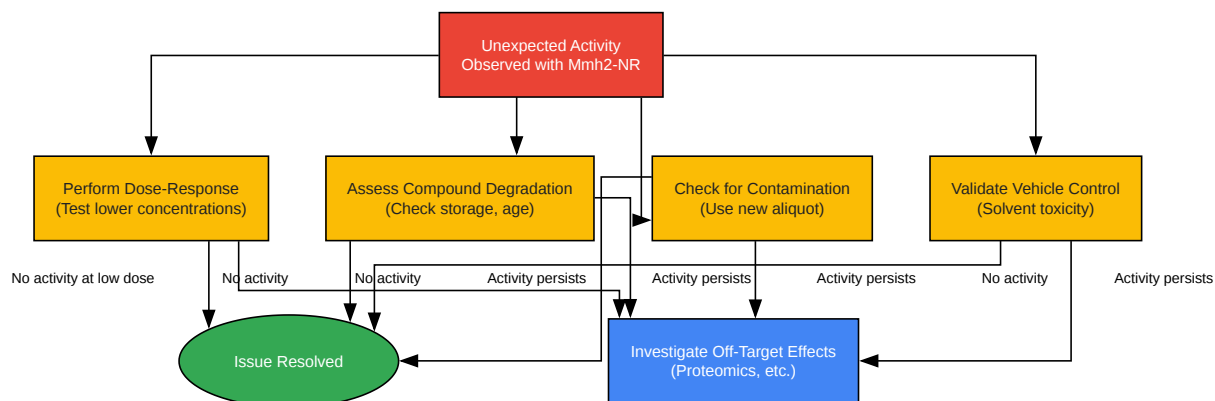 Unexpected Activity
Observed with Mmh2-NR
Perform Dose-Response
(Test lower concentrations)
Assess Compound Degradation
(Check storage, age)
Check for Contamination
(Use new aliquot)
Validate Vehicle Control
(Solvent toxicity)
No activity at low dose
No activity
No activity
Activity persists
Activity persists
Activity persists
No activity
Activity persists
Issue Resolved
Investigate Off-Target Effects
(Proteomics, etc.)